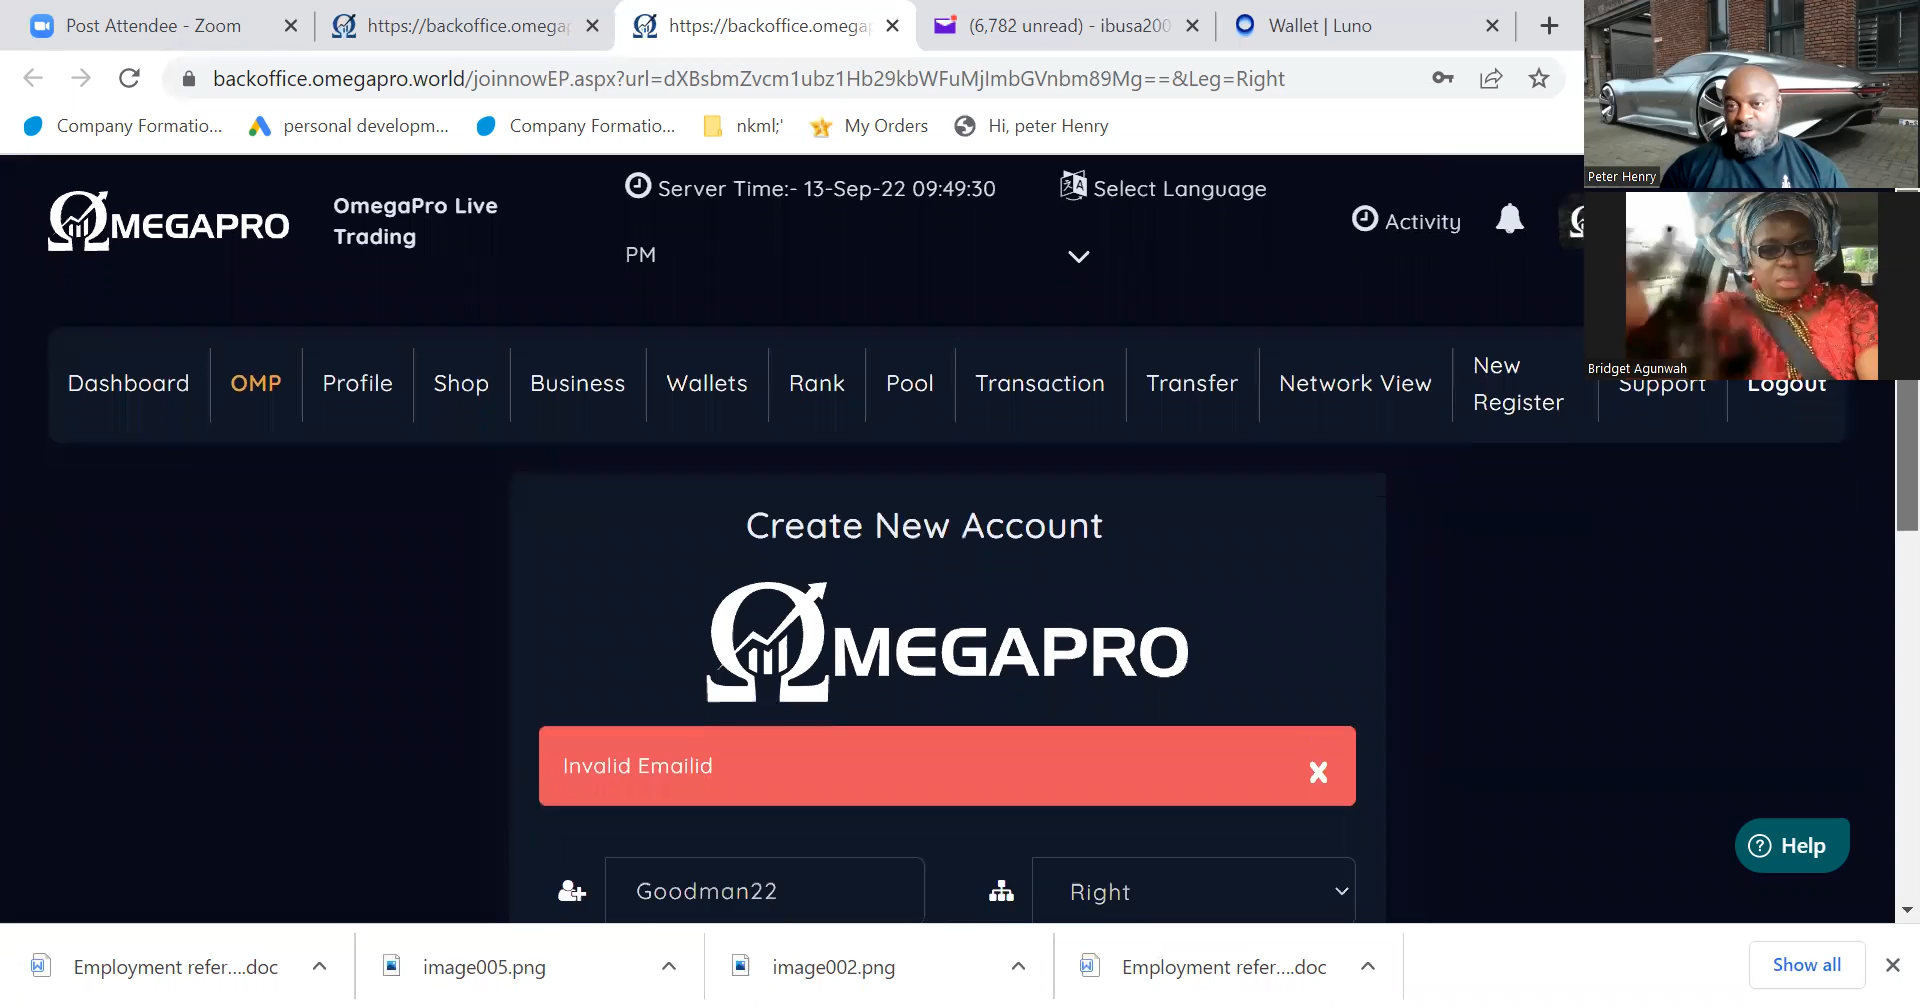 Post Attendee - Zoom
https://backoffice.omegap
https://backoffice.omegap
(6,782 unread) - ibusa200
Wallet | Luno
backoffice.omegapro.world/joinnowEP.aspx?url=dXBsbmZvcm1ubz1Hb29kbWFuMjImbGVnbm89Mg==&Leg=Right
Company Formatio...
personal developm...
Company Formatio...
nkml;'
My Orders
Hi, peter Henry
Peter Henry
Bridget Agunwah
MEGAPRO
OmegaPro Live
Trading
Server Time:- 13-Sep-22 09:49:30
PM
Select Language
Activity
Dashboard
OMP
Profile
Shop
Business
Wallets
Rank
Pool
Transaction
Transfer
Network View
New
Register
Support
Logout
Create New Account
MEGAPRO
Invalid Emailid
Goodman22
Right
Help
Employment refer....doc
image005.png
image002.png
Employment refer....doc
Show all